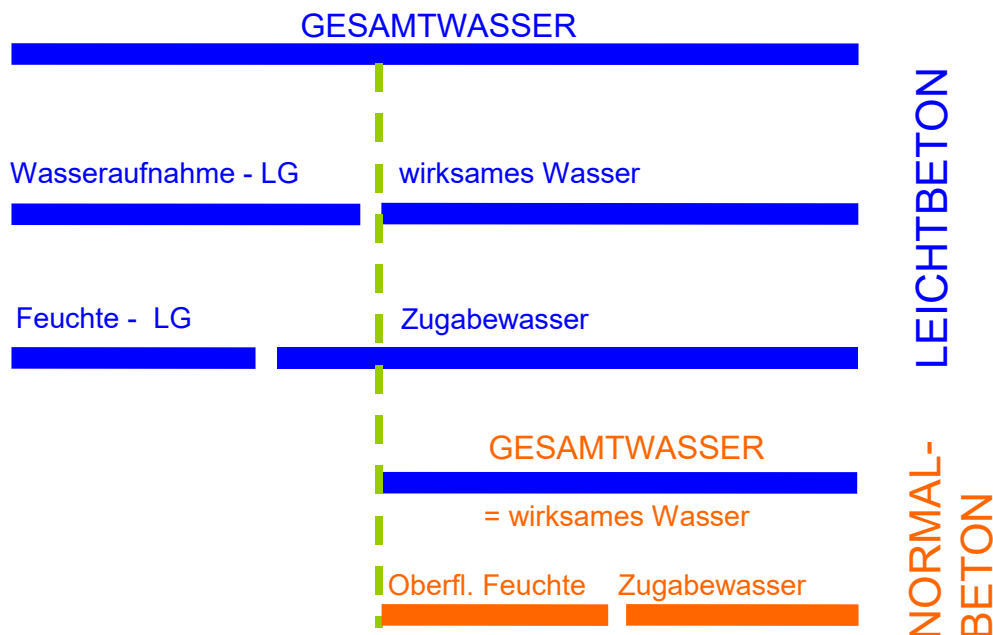 GESAMTWASSER
Wasseraufnahme - LG
wirksames Wasser
Feuchte - LG
Zugabewasser
LEICHTBETON
GESAMTWASSER
= wirksames Wasser
Oberfl. Feuchte
Zugabewasser
NORMAL-
BETON